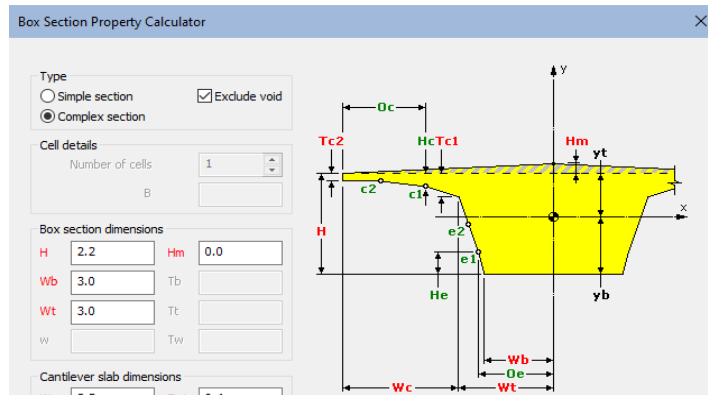 Box Section Property Calculator
Type
Simple section
Exclude void
Complex section
Cell details
Number of cells 1
B
Box section dimensions
H 2.2 Hm 0.0
Wb 3.0 Tb
Wt 3.0 Tt
w Tw
Cantilever slab dimensions
y
Oc
Tc2 Hc Tc1 Hm
yt
c2 c1
x
H e2
e1
He yb
Wb
Oe
Wc Wt